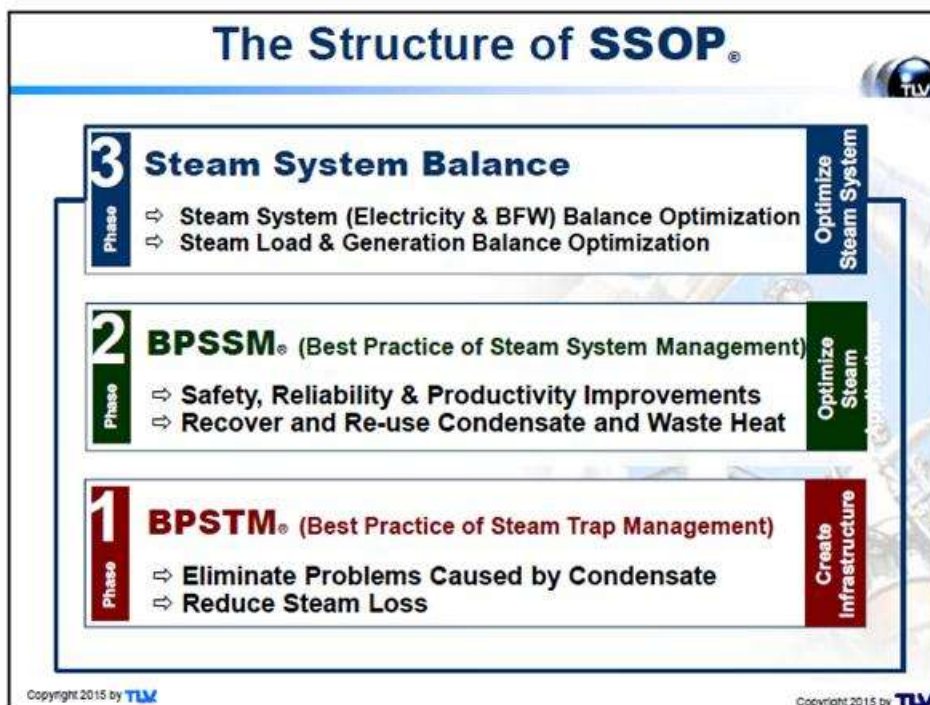 The Structure of SSOP®
TLV
3
Phase
Steam System Balance
⇨ Steam System (Electricity & BFW) Balance Optimization
⇨ Steam Load & Generation Balance Optimization
Optimize
Steam System
2
Phase
BPSSM® (Best Practice of Steam System Management)
⇨ Safety, Reliability & Productivity Improvements
⇨ Recover and Re-use Condensate and Waste Heat
Optimize
Steam
Applications
1
Phase
BPSTM® (Best Practice of Steam Trap Management)
⇨ Eliminate Problems Caused by Condensate
⇨ Reduce Steam Loss
Create
Infrastructure
Copyright 2015 by TLV
Copyright 2015 by TLV